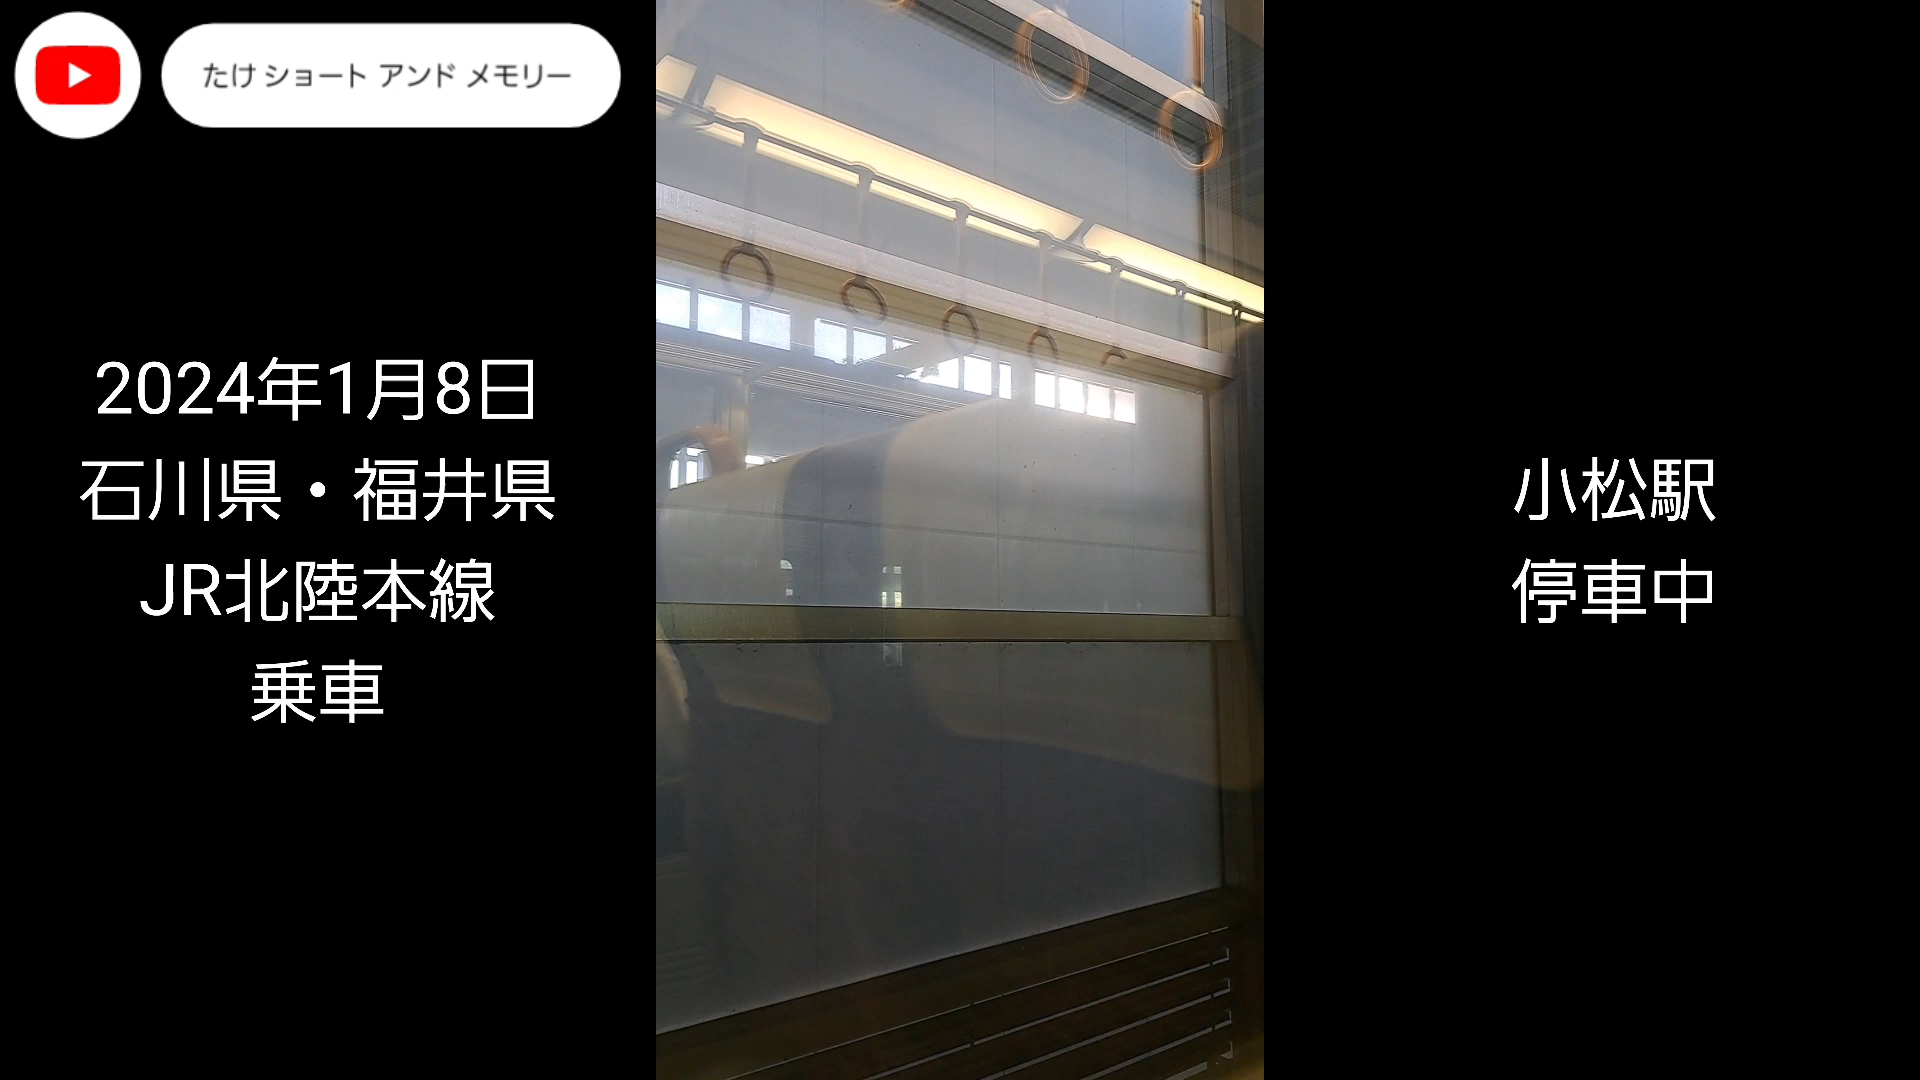 たけ ショート アンド メモリー
2024年1月8日
石川県・福井県
JR北陸本線
乗車
小松駅
停車中